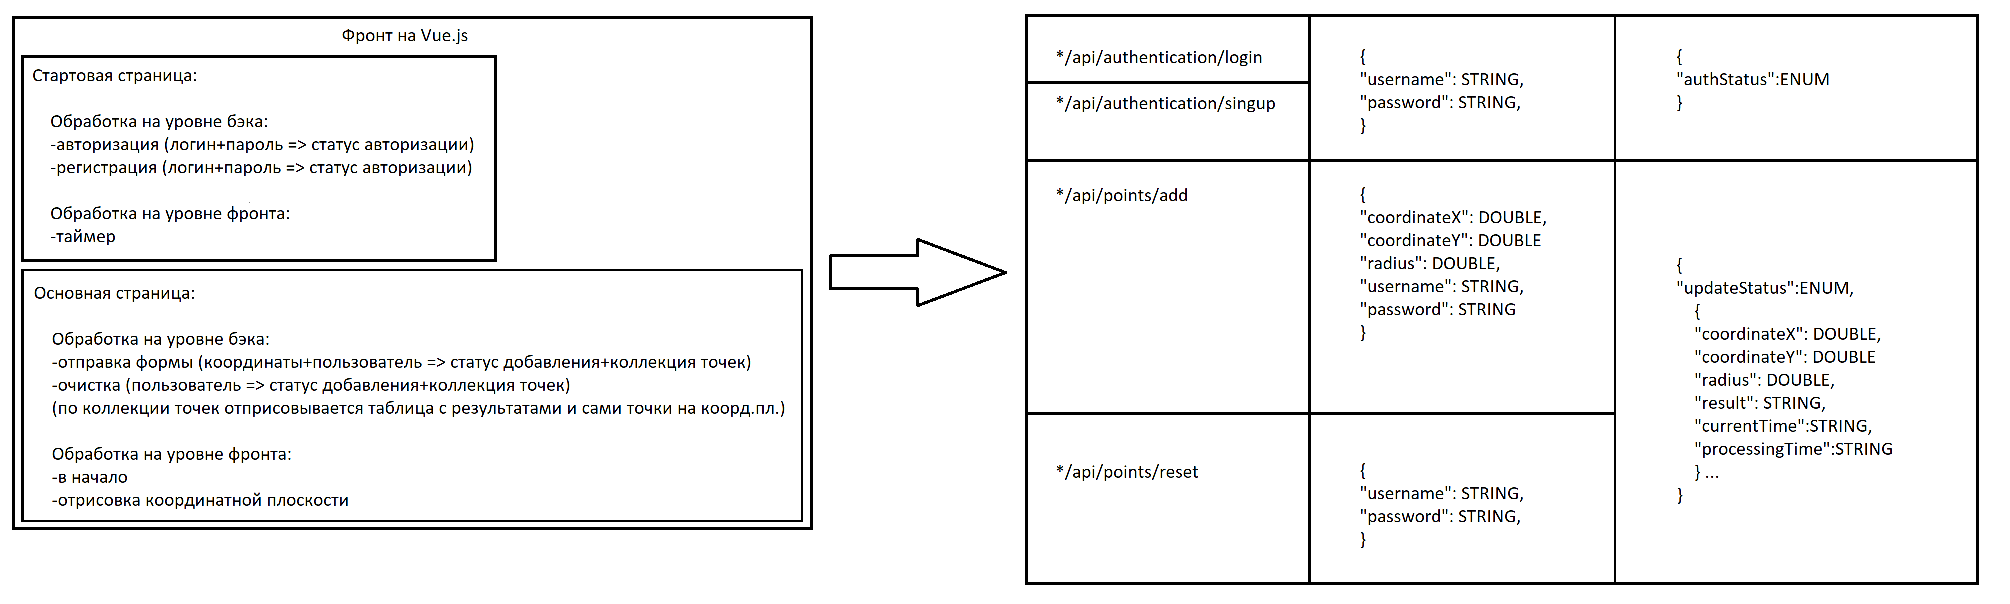 Фронт на Vue.js
Стартовая страница:
Обработка на уровне бэка:
-авторизация (логин+пароль => статус авторизации)
-регистрация (логин+пароль => статус авторизации)
Обработка на уровне фронта:
-таймер
Основная страница:
Обработка на уровне бэка:
-отправка формы (координаты+пользователь => статус добавления+коллекция точек)
-очистка (пользователь => статус добавления+коллекция точек)
(по коллекции точек отприсовывается таблица с результатами и сами точки на коорд.пл.)
Обработка на уровне фронта:
-в начало
-отрисовка координатной плоскости
*/api/authentication/login
*/api/authentication/singup
{
"username": STRING,
"password": STRING,
}
{
"authStatus":ENUM
}
*/api/points/add
{
"coordinateX": DOUBLE,
"coordinateY": DOUBLE
"radius": DOUBLE,
"username": STRING,
"password": STRING
}
*/api/points/reset
{
"username": STRING,
"password": STRING,
}
{
"updateStatus":ENUM,
{
"coordinateX": DOUBLE,
"coordinateY": DOUBLE
"radius": DOUBLE,
"result": STRING,
"currentTime":STRING,
"processingTime":STRING
} ...
}